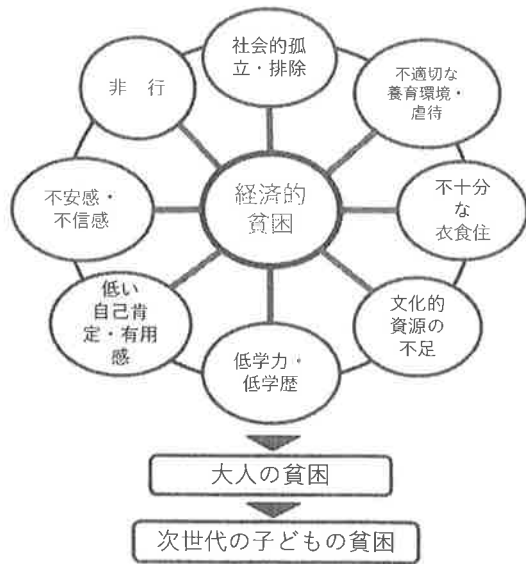 社会的孤
立・排除
不適切な
養育環境・
虐待
不十分
な
衣食住
文化的
資源の
不足
低学力・
低学歴
低い
自己肯
定・有用
感
不安感・
不信感
非　行
経済的
貧困
大人の貧困
次世代の子どもの貧困